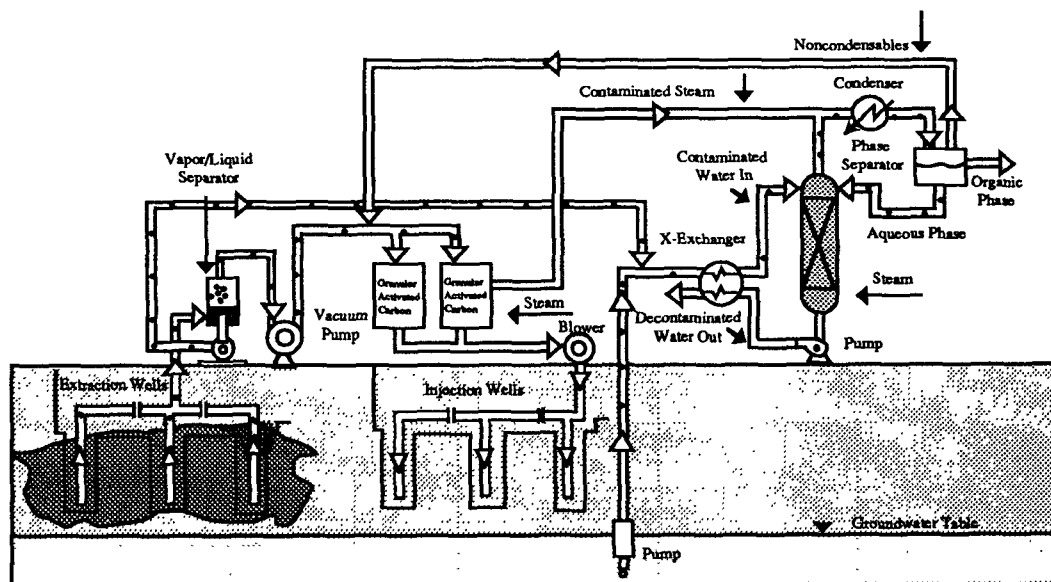 Noncondensables
Contaminated Steam
Condenser
Vapor/Liquid
Separator
Contaminated
Water In
Phase
Separator
Organic
Phase
Aqueous Phase
X-Exchanger
Granular
Activated
Carbon
Granular
Activated
Carbon
Steam
Steam
Vacuum
Pump
Blower
Decontaminated
Water Out
Pump
Extraction Wells
Injection Wells
Groundwater Table
Pump